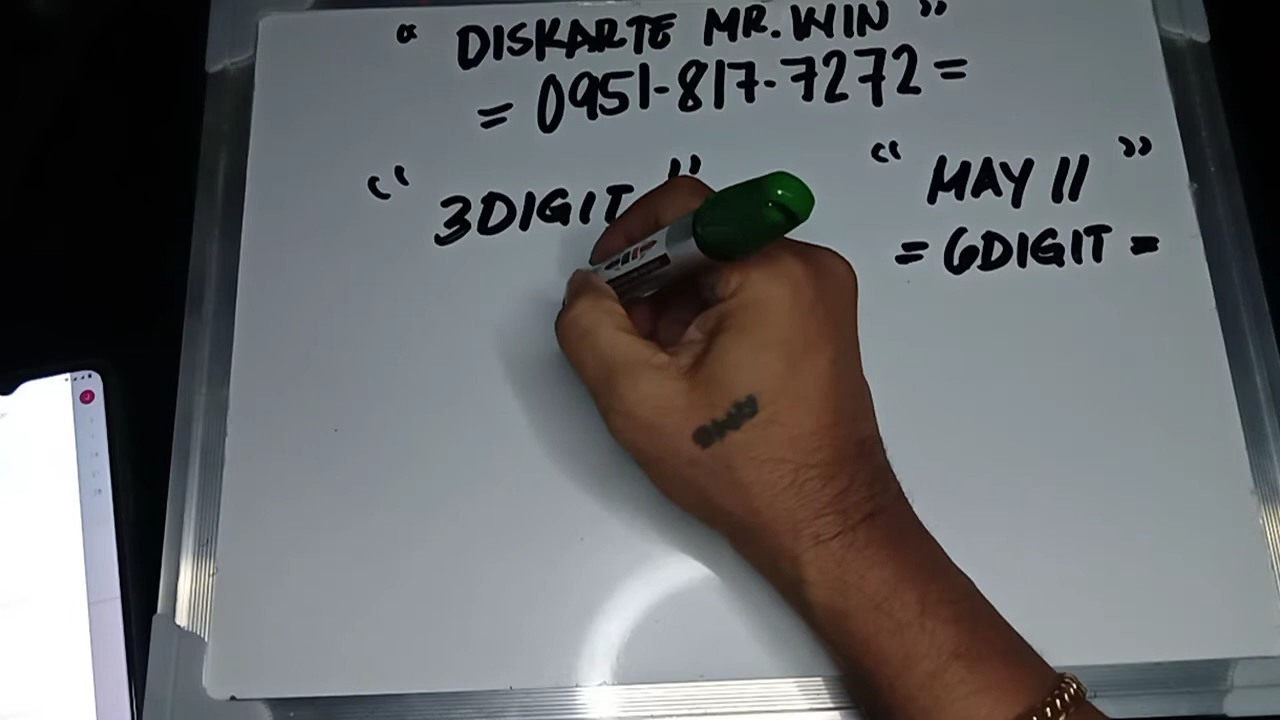 “ DISKARTE MR. WIN ”
= 0951-817-7272 =
“ 3DIGIT ”
“ MAY 11 ”
= 6DIGIT =